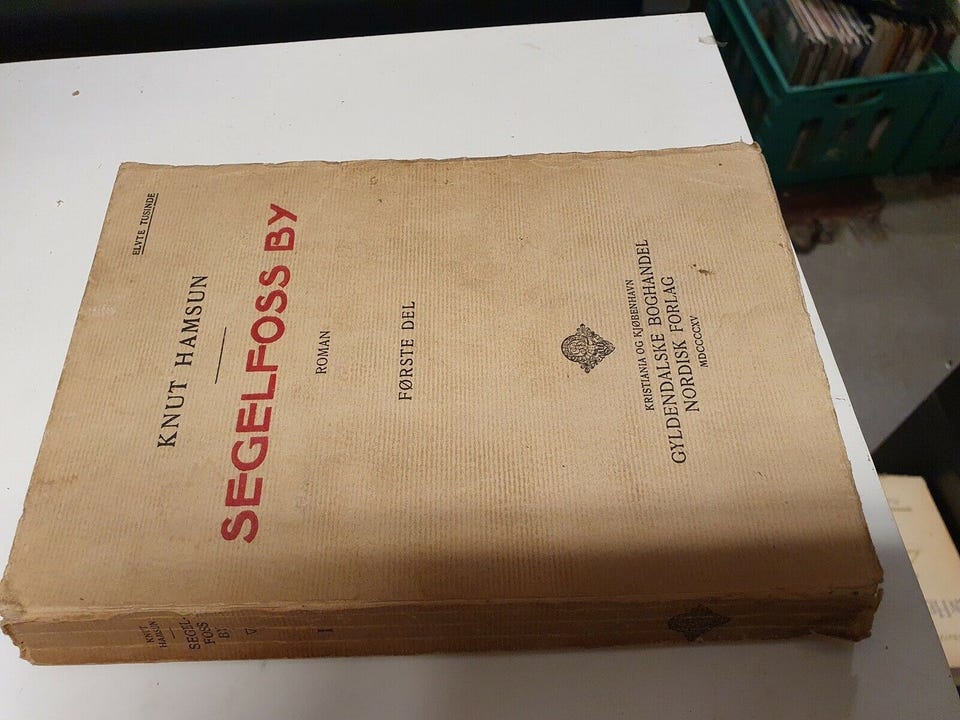 ELVTE TUSINDE
KNUT HAMSUN
SEGELFOSS BY
ROMAN
FØRSTE DEL
KRISTIANIA OG KJØBENHAVN
GYLDENDALSKE BOGHANDEL
NORDISK FORLAG
MDCCCCXV
KNUT
HAMSUN
SEGEL-
FOSS
BY
I